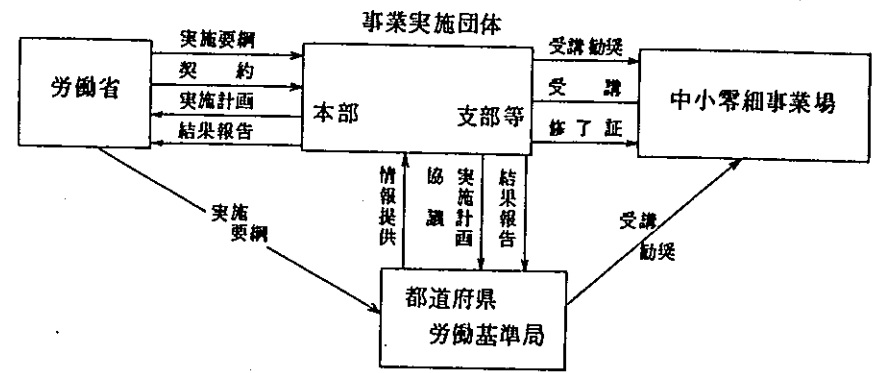 事業実施団体
労働省
実施要綱
契約
実施計画
結果報告
本部
支部等
受講勧奨
受講
修了証
中小零細事業場
情報提供
協議
実施計画
結果報告
実施
要綱
受講
勧奨
都道府県
労働基準局